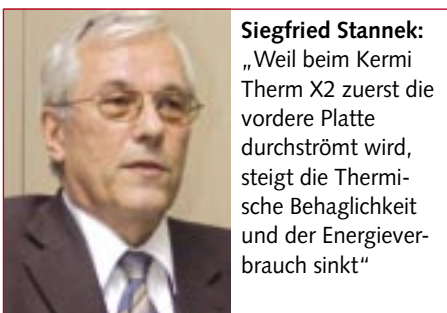 Siegfried Stannek:
„Weil beim Kermi
Therm X2 zuerst die
vordere Platte
durchströmt wird,
steigt die Thermi-
sche Behaglichkeit
und der Energiever-
brauch sinkt“